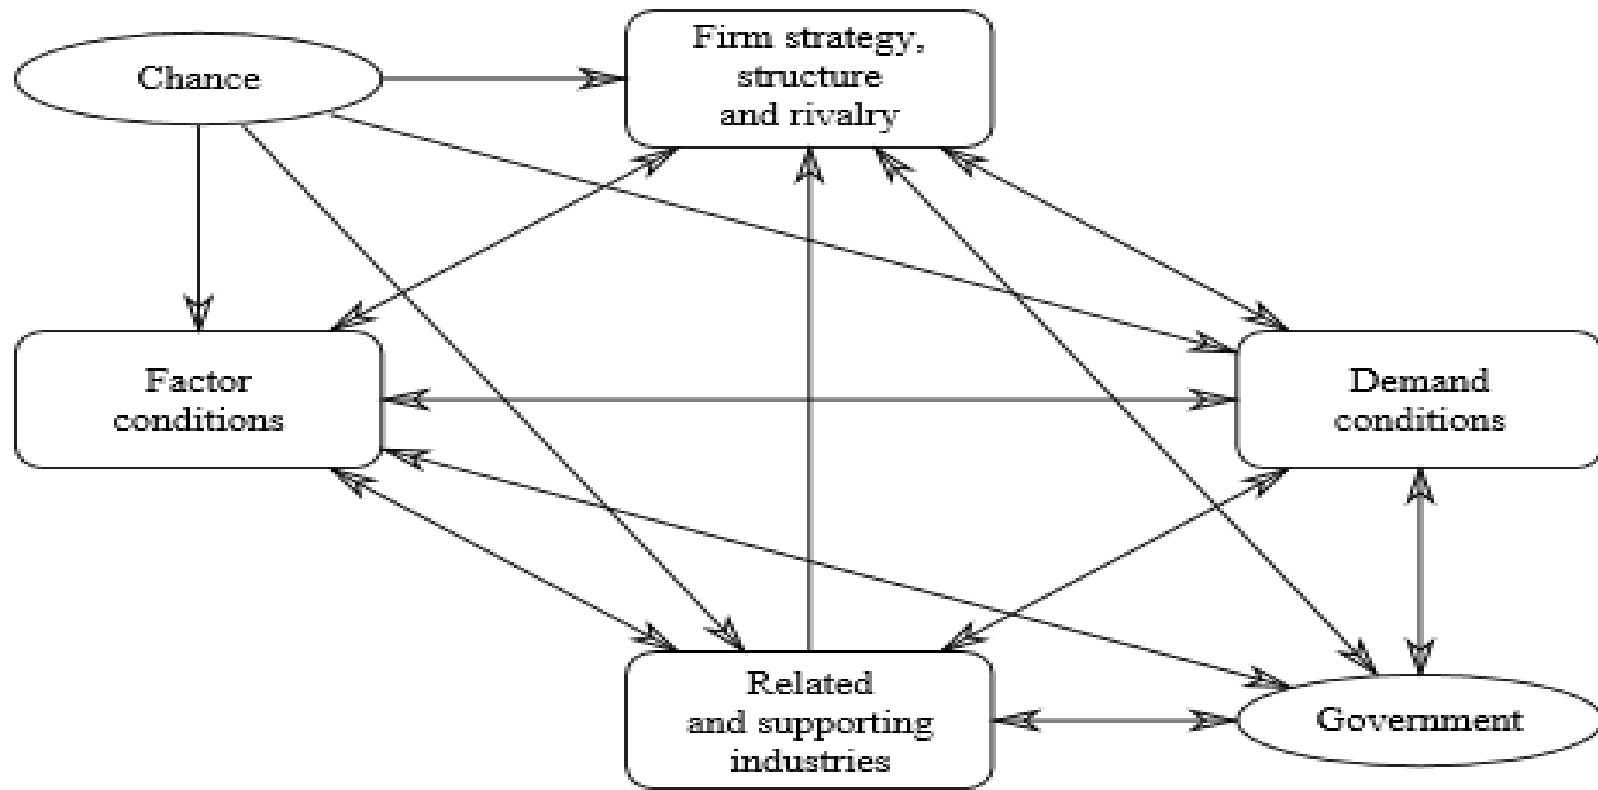 Chance
Firm strategy,
structure
and rivalry
Factor
conditions
Demand
conditions
Related
and supporting
industries
Government